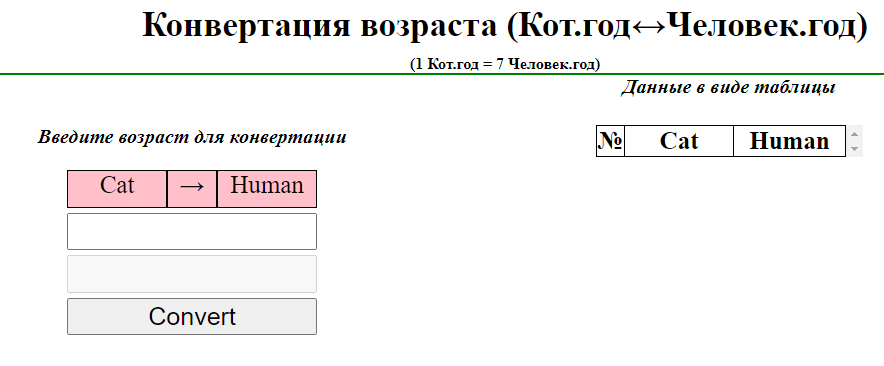 Конвертация возраста (Кот.год↔Человек.год)
(1 Кот.год = 7 Человек.год)
Данные в виде таблицы
Введите возраст для конвертации
№ Cat Human
Cat → Human
Convert